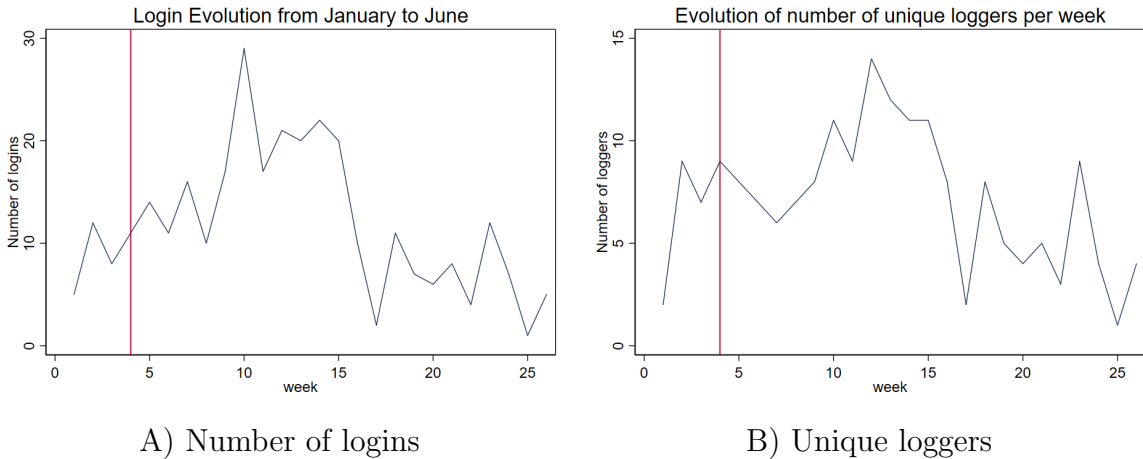 Login Evolution from January to June
Number of logins
30
20
10
0
0 5 10 15 20 25
week
A) Number of logins
Evolution of number of unique loggers per week
Number of loggers
15
10
5
0
0 5 10 15 20 25
week
B) Unique loggers